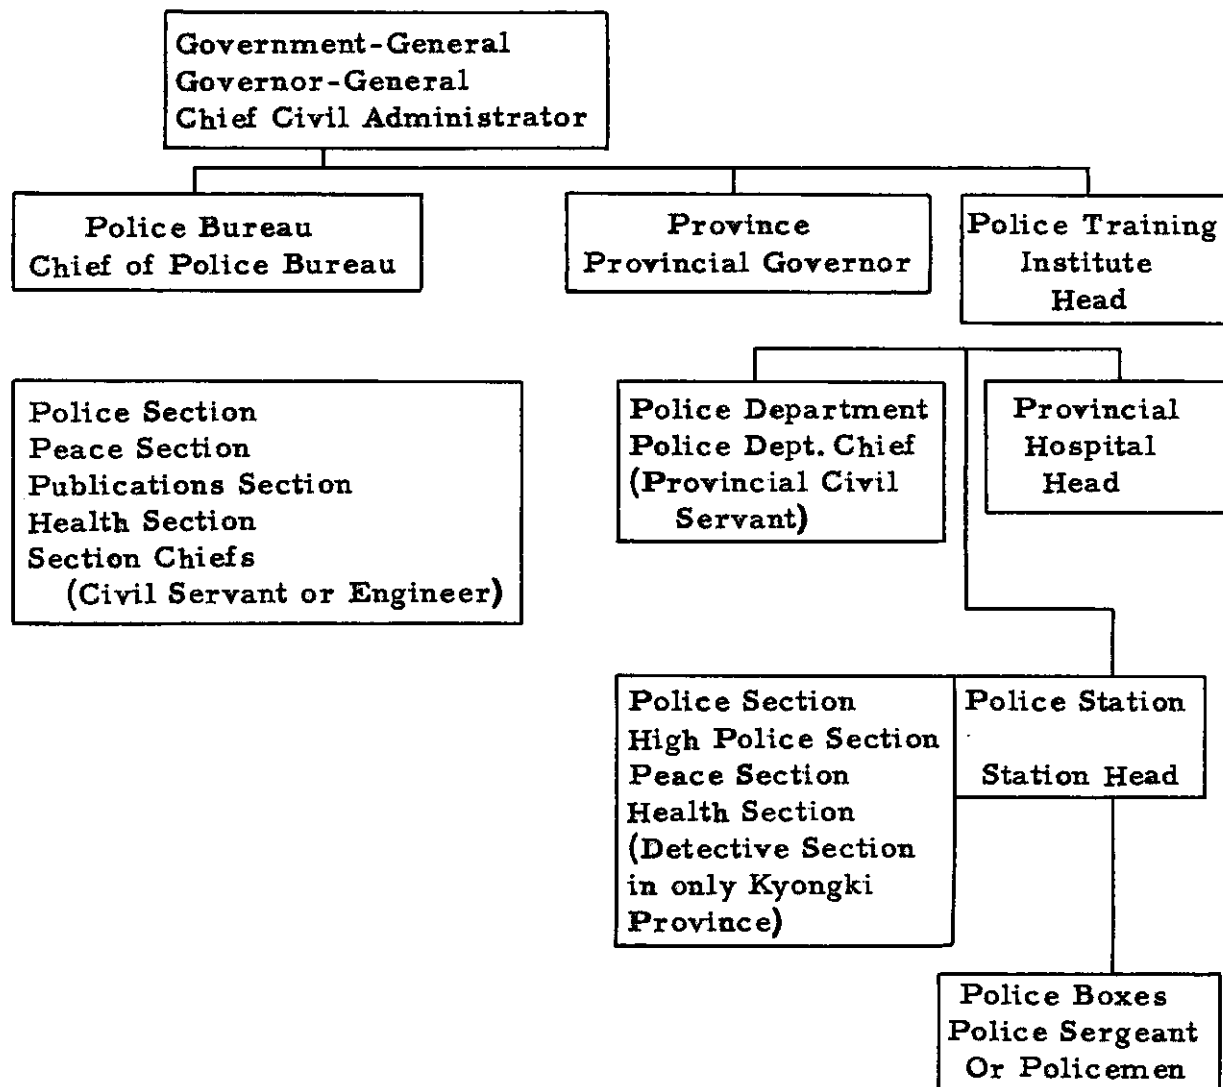 Government-General
Governor-General
Chief Civil Administrator
Police Bureau
Chief of Police Bureau
Province
Provincial Governor
Police Training
Institute
Head
Police Section
Peace Section
Publications Section
Health Section
Section Chiefs
(Civil Servant or Engineer)
Police Department
Police Dept. Chief
(Provincial Civil
Servant)
Provincial
Hospital
Head
Police Section
High Police Section
Peace Section
Health Section
(Detective Section
in only Kyongki
Province)
Police Station
Station Head
Police Boxes
Police Sergeant
Or Policemen